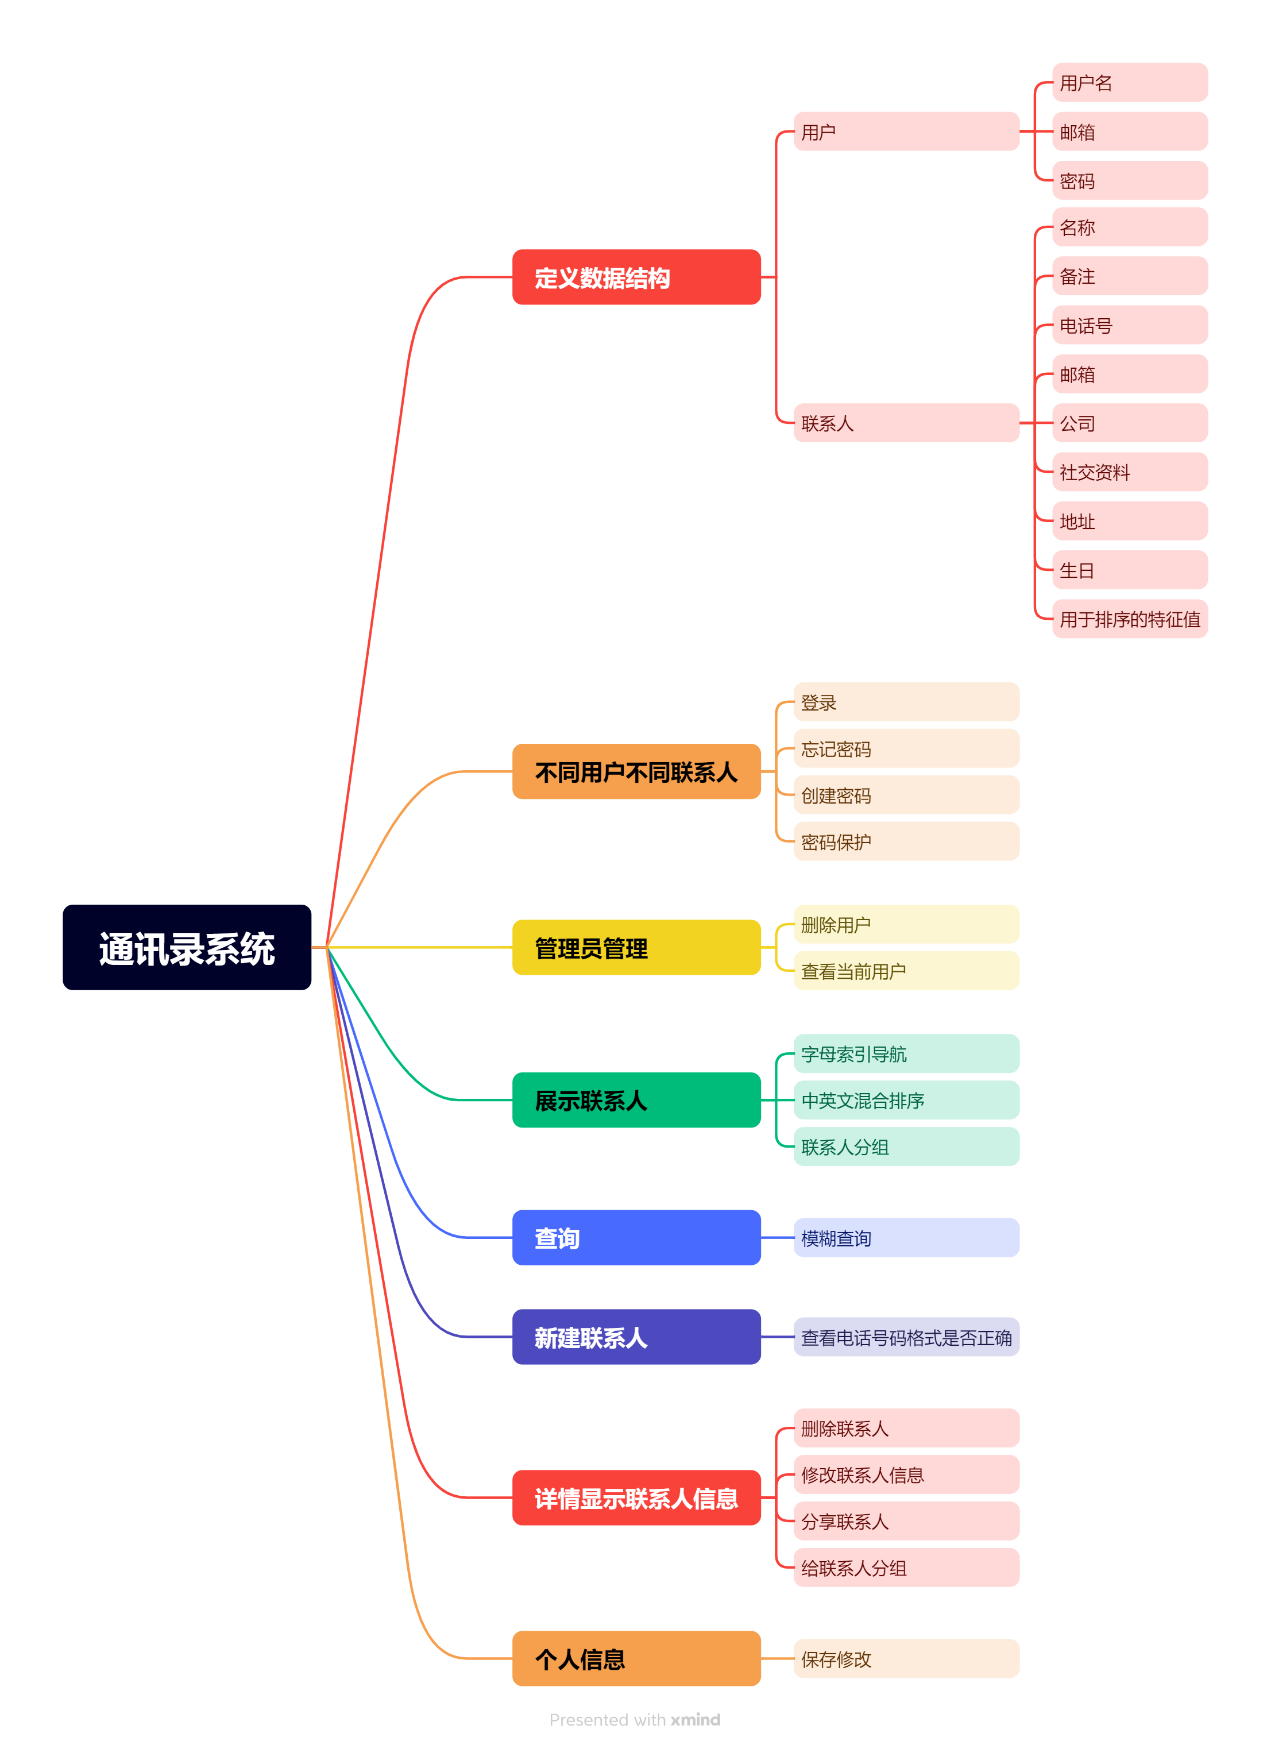 通讯录系统
定义数据结构
用户
用户名
邮箱
密码
联系人
名称
备注
电话号
邮箱
公司
社交资料
地址
生日
用于排序的特征值
不同用户不同联系人
登录
忘记密码
创建密码
密码保护
管理员管理
删除用户
查看当前用户
展示联系人
字母索引导航
中英文混合排序
联系人分组
查询
模糊查询
新建联系人
查看电话号码格式是否正确
详情显示联系人信息
删除联系人
修改联系人信息
分享联系人
给联系人分组
个人信息
保存修改
Presented with xmind